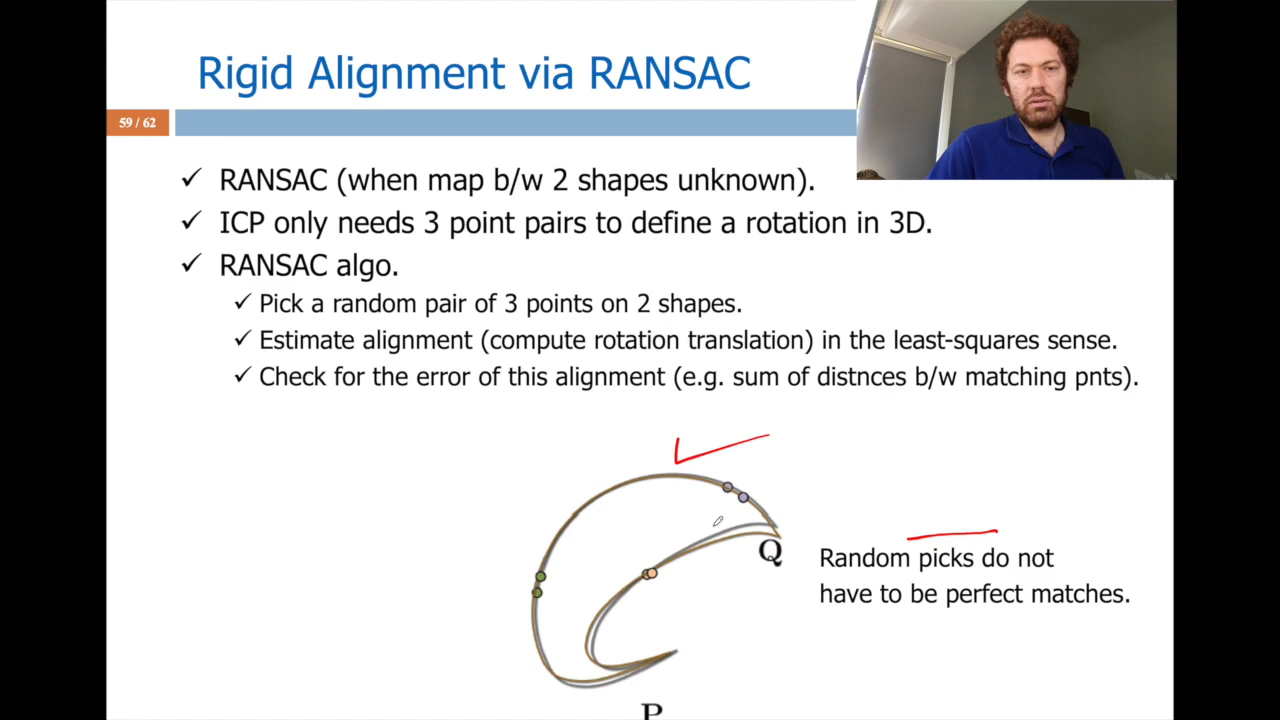 Rigid Alignment via RANSAC
59 / 62
✓ RANSAC (when map b/w 2 shapes unknown).
✓ ICP only needs 3 point pairs to define a rotation in 3D.
✓ RANSAC algo.
✓ Pick a random pair of 3 points on 2 shapes.
✓ Estimate alignment (compute rotation translation) in the least-squares sense.
✓ Check for the error of this alignment (e.g. sum of distnces b/w matching pnts).
Q
Random picks do not
have to be perfect matches.
P